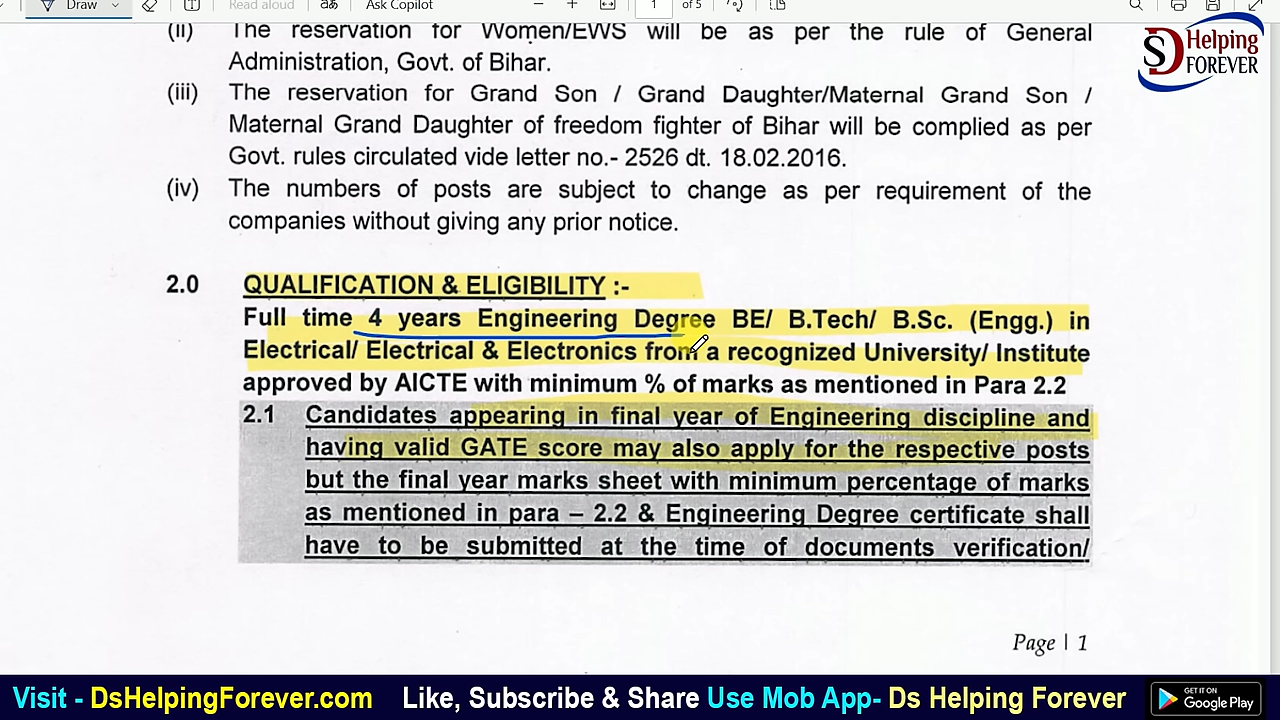 Draw
Read aloud
aあ
Ask Copilot
1
of 5
(ii) The reservation for Women/EWS will be as per the rule of General
Administration, Govt. of Bihar.
(iii) The reservation for Grand Son / Grand Daughter/Maternal Grand Son /
Maternal Grand Daughter of freedom fighter of Bihar will be complied as per
Govt. rules circulated vide letter no.- 2526 dt. 18.02.2016.
(iv) The numbers of posts are subject to change as per requirement of the
companies without giving any prior notice.
2.0 QUALIFICATION & ELIGIBILITY :-
Full time 4 years Engineering Degree BE/ B.Tech/ B.Sc. (Engg.) in
Electrical/ Electrical & Electronics from a recognized University/ Institute
approved by AICTE with minimum % of marks as mentioned in Para 2.2
2.1 Candidates appearing in final year of Engineering discipline and
having valid GATE score may also apply for the respective posts
but the final year marks sheet with minimum percentage of marks
as mentioned in para – 2.2 & Engineering Degree certificate shall
have to be submitted at the time of documents verification/
Page | 1
SD Helping
FOREVER
Visit - DsHelpingForever.com Like, Subscribe & Share Use Mob App- Ds Helping Forever
GET IT ON
Google Play